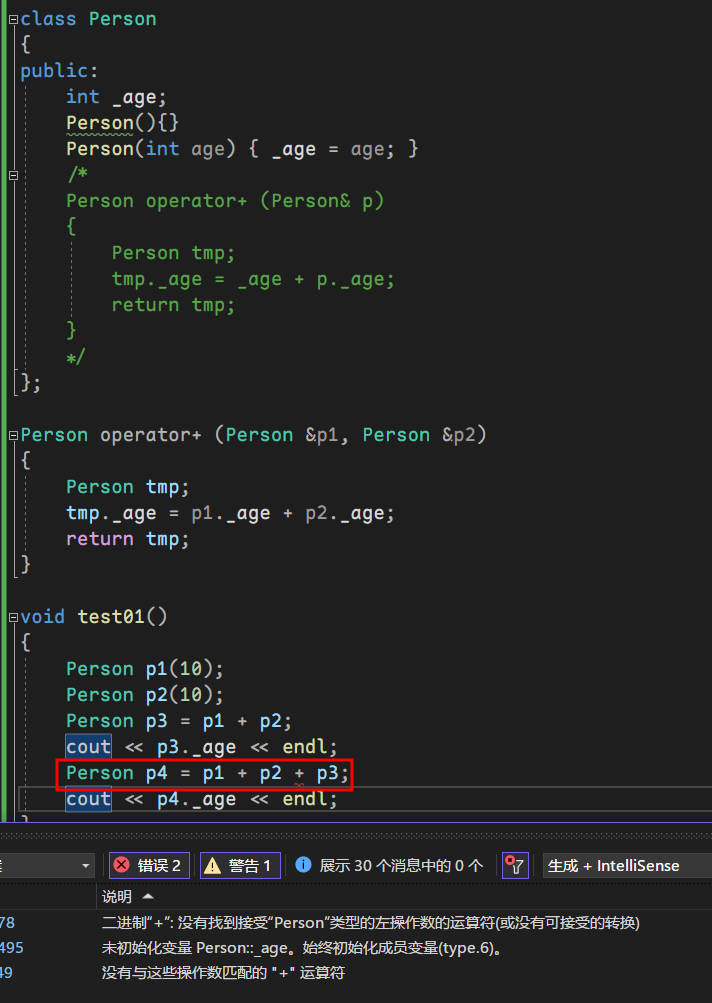 class Person
{
public:
int _age;
Person(){}
Person(int age) { _age = age; }
/*
Person operator+ (Person& p)
{
Person tmp;
tmp._age = _age + p._age;
return tmp;
}
*/
};
Person operator+ (Person &p1, Person &p2)
{
Person tmp;
tmp._age = p1._age + p2._age;
return tmp;
}
void test01()
{
Person p1(10);
Person p2(10);
Person p3 = p1 + p2;
cout << p3._age << endl;
Person p4 = p1 + p2 + p3;
cout << p4._age << endl;
错误 2 警告 1 展示 30 个消息中的 0 个 生成 + IntelliSense
说明
78 二进制“+”: 没有找到接受“Person”类型的左操作数的运算符(或没有可接受的转换)
495 未初始化变量 Person::_age。始终初始化成员变量(type.6)。
49 没有与这些操作数匹配的 "+" 运算符